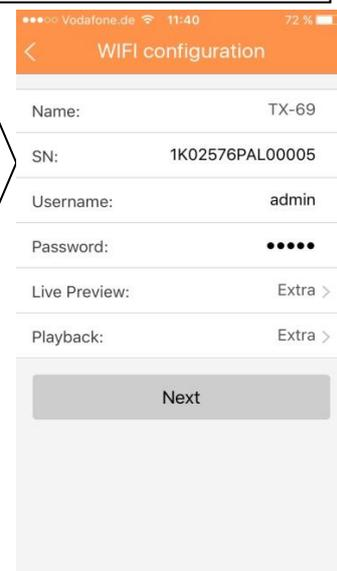 ●●●○○ Vodafone.de 11:40 72 %
WIFI configuration
Name: TX-69
SN: 1K02576PAL00005
Username: admin
Password: ●●●●●
Live Preview: Extra >
Playback: Extra >
Next